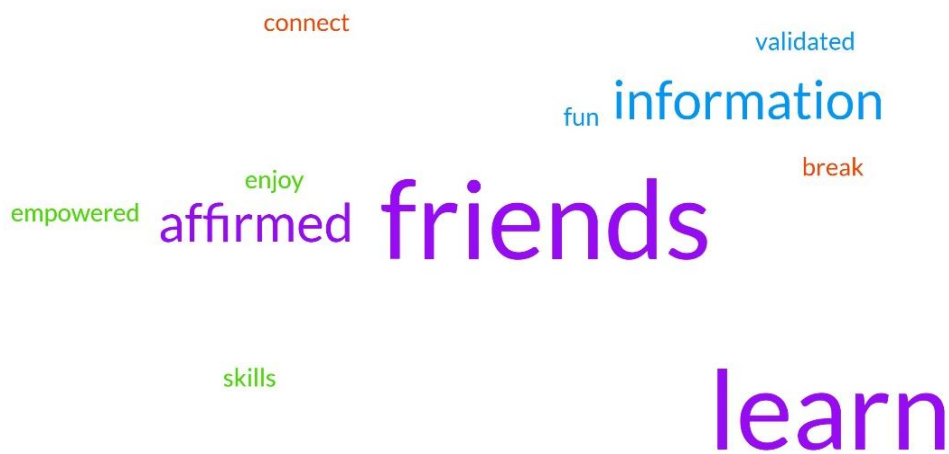 connect
validated
fun information
break
enjoy
empowered affirmed friends
skills
learn